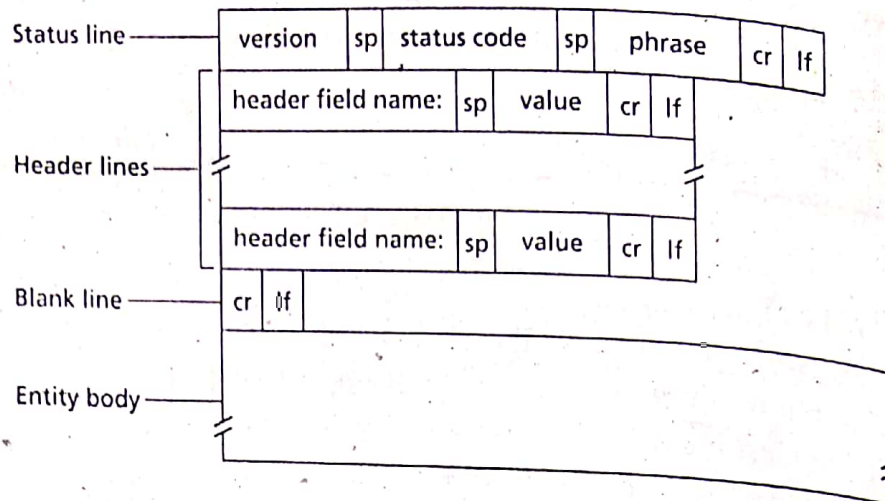 Status line
version sp status code sp phrase cr lf
header field name: sp value cr lf
Header lines
header field name: sp value cr lf
Blank line
cr lf
Entity body